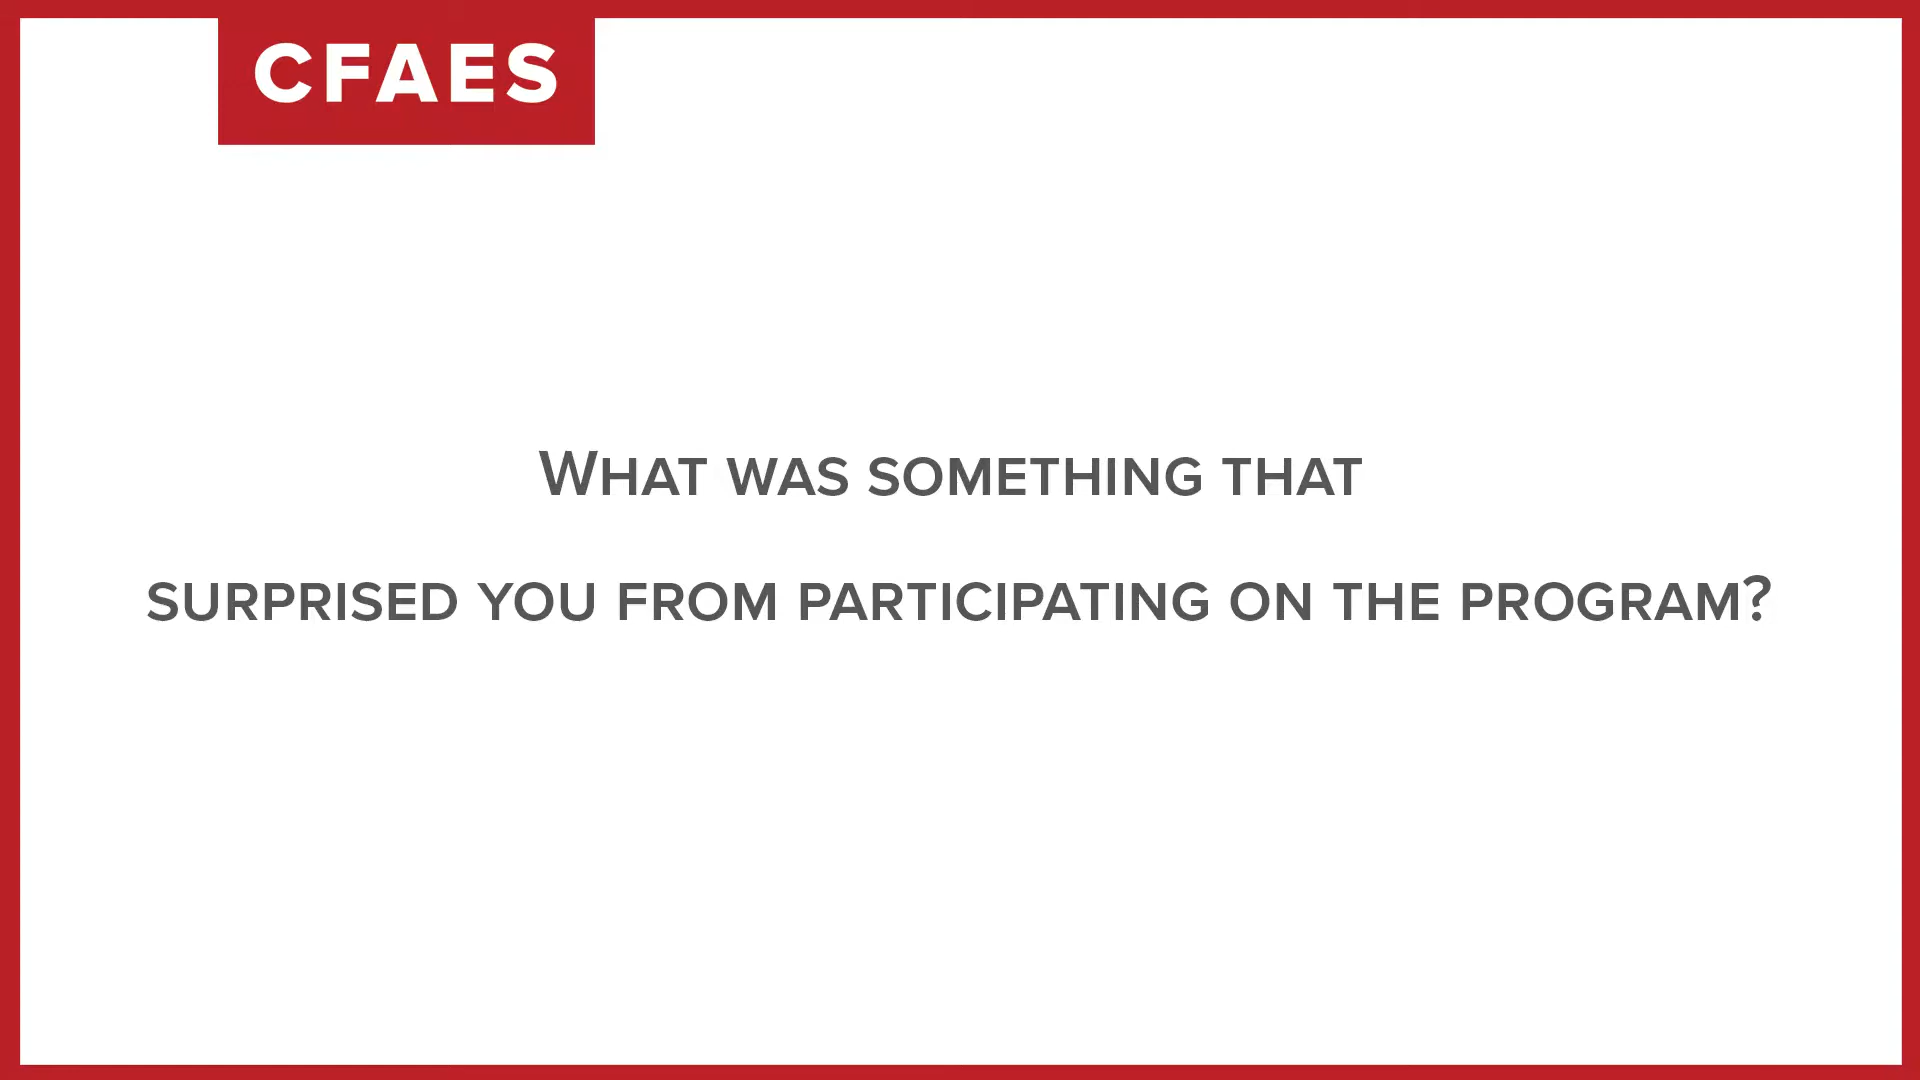 CFAES
What was something that
surprised you from participating on the program?